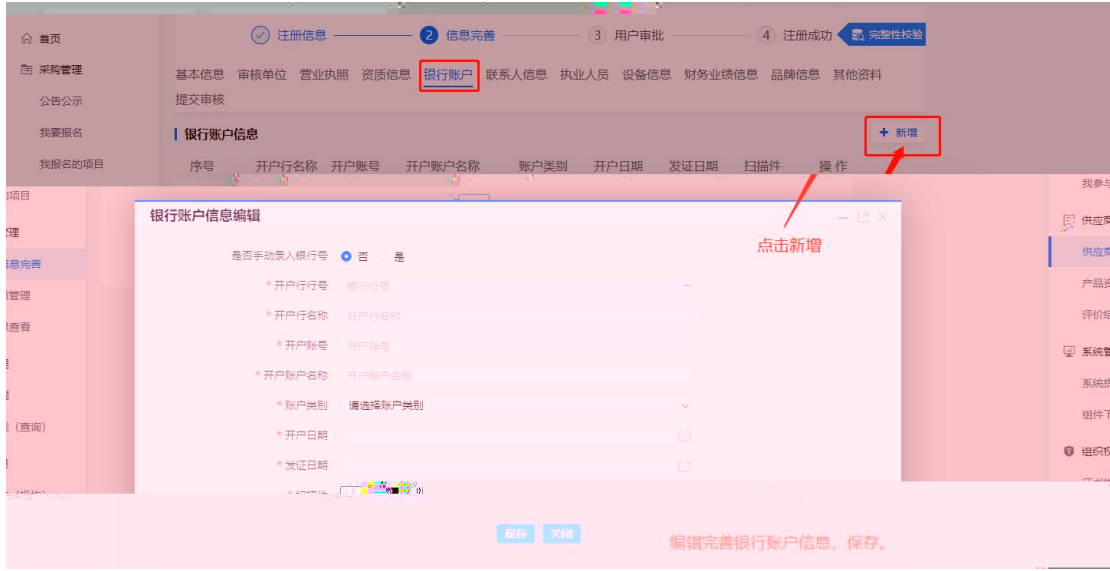 首页
注册信息 2 信息完善 3 用户审批 4 注册成功 完整性校验
采购管理
基本信息 审核单位 营业执照 资质信息 银行账户 联系人信息 执业人员 设备信息 财务业绩信息 品牌信息 其他资料
公告公示
提交审核
我要报名
银行账户信息
+ 新增
我报名的项目
序号 开户行名称 开户账号 开户账户名称 账户类别 开户日期 发证日期 扫描件 操作
项目
我参与
银行账户信息编辑
供应商
管理
点击新增
是否手动录入银行号 否 是
信息完善
供应商
* 开户行行号 银行行号 ...
管理
产品资
* 开户行名称 开户行名称
查看
评价结
* 开户账号 开户账号
系统管
* 开户账户名称 开户账户名称
系统提
* 账户类别 请选择账户类别
组件下
(查询)
* 开户日期
组织权
* 发证日期
保存 关闭
编辑完善银行账户信息，保存。